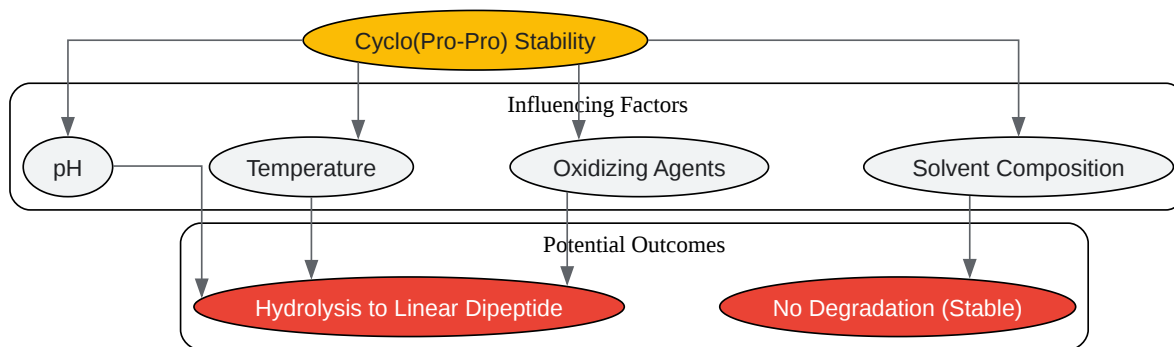 Cyclo(Pro-Pro) Stability
Influencing Factors
pH
Temperature
Oxidizing Agents
Solvent Composition
Potential Outcomes
Hydrolysis to Linear Dipeptide
No Degradation (Stable)